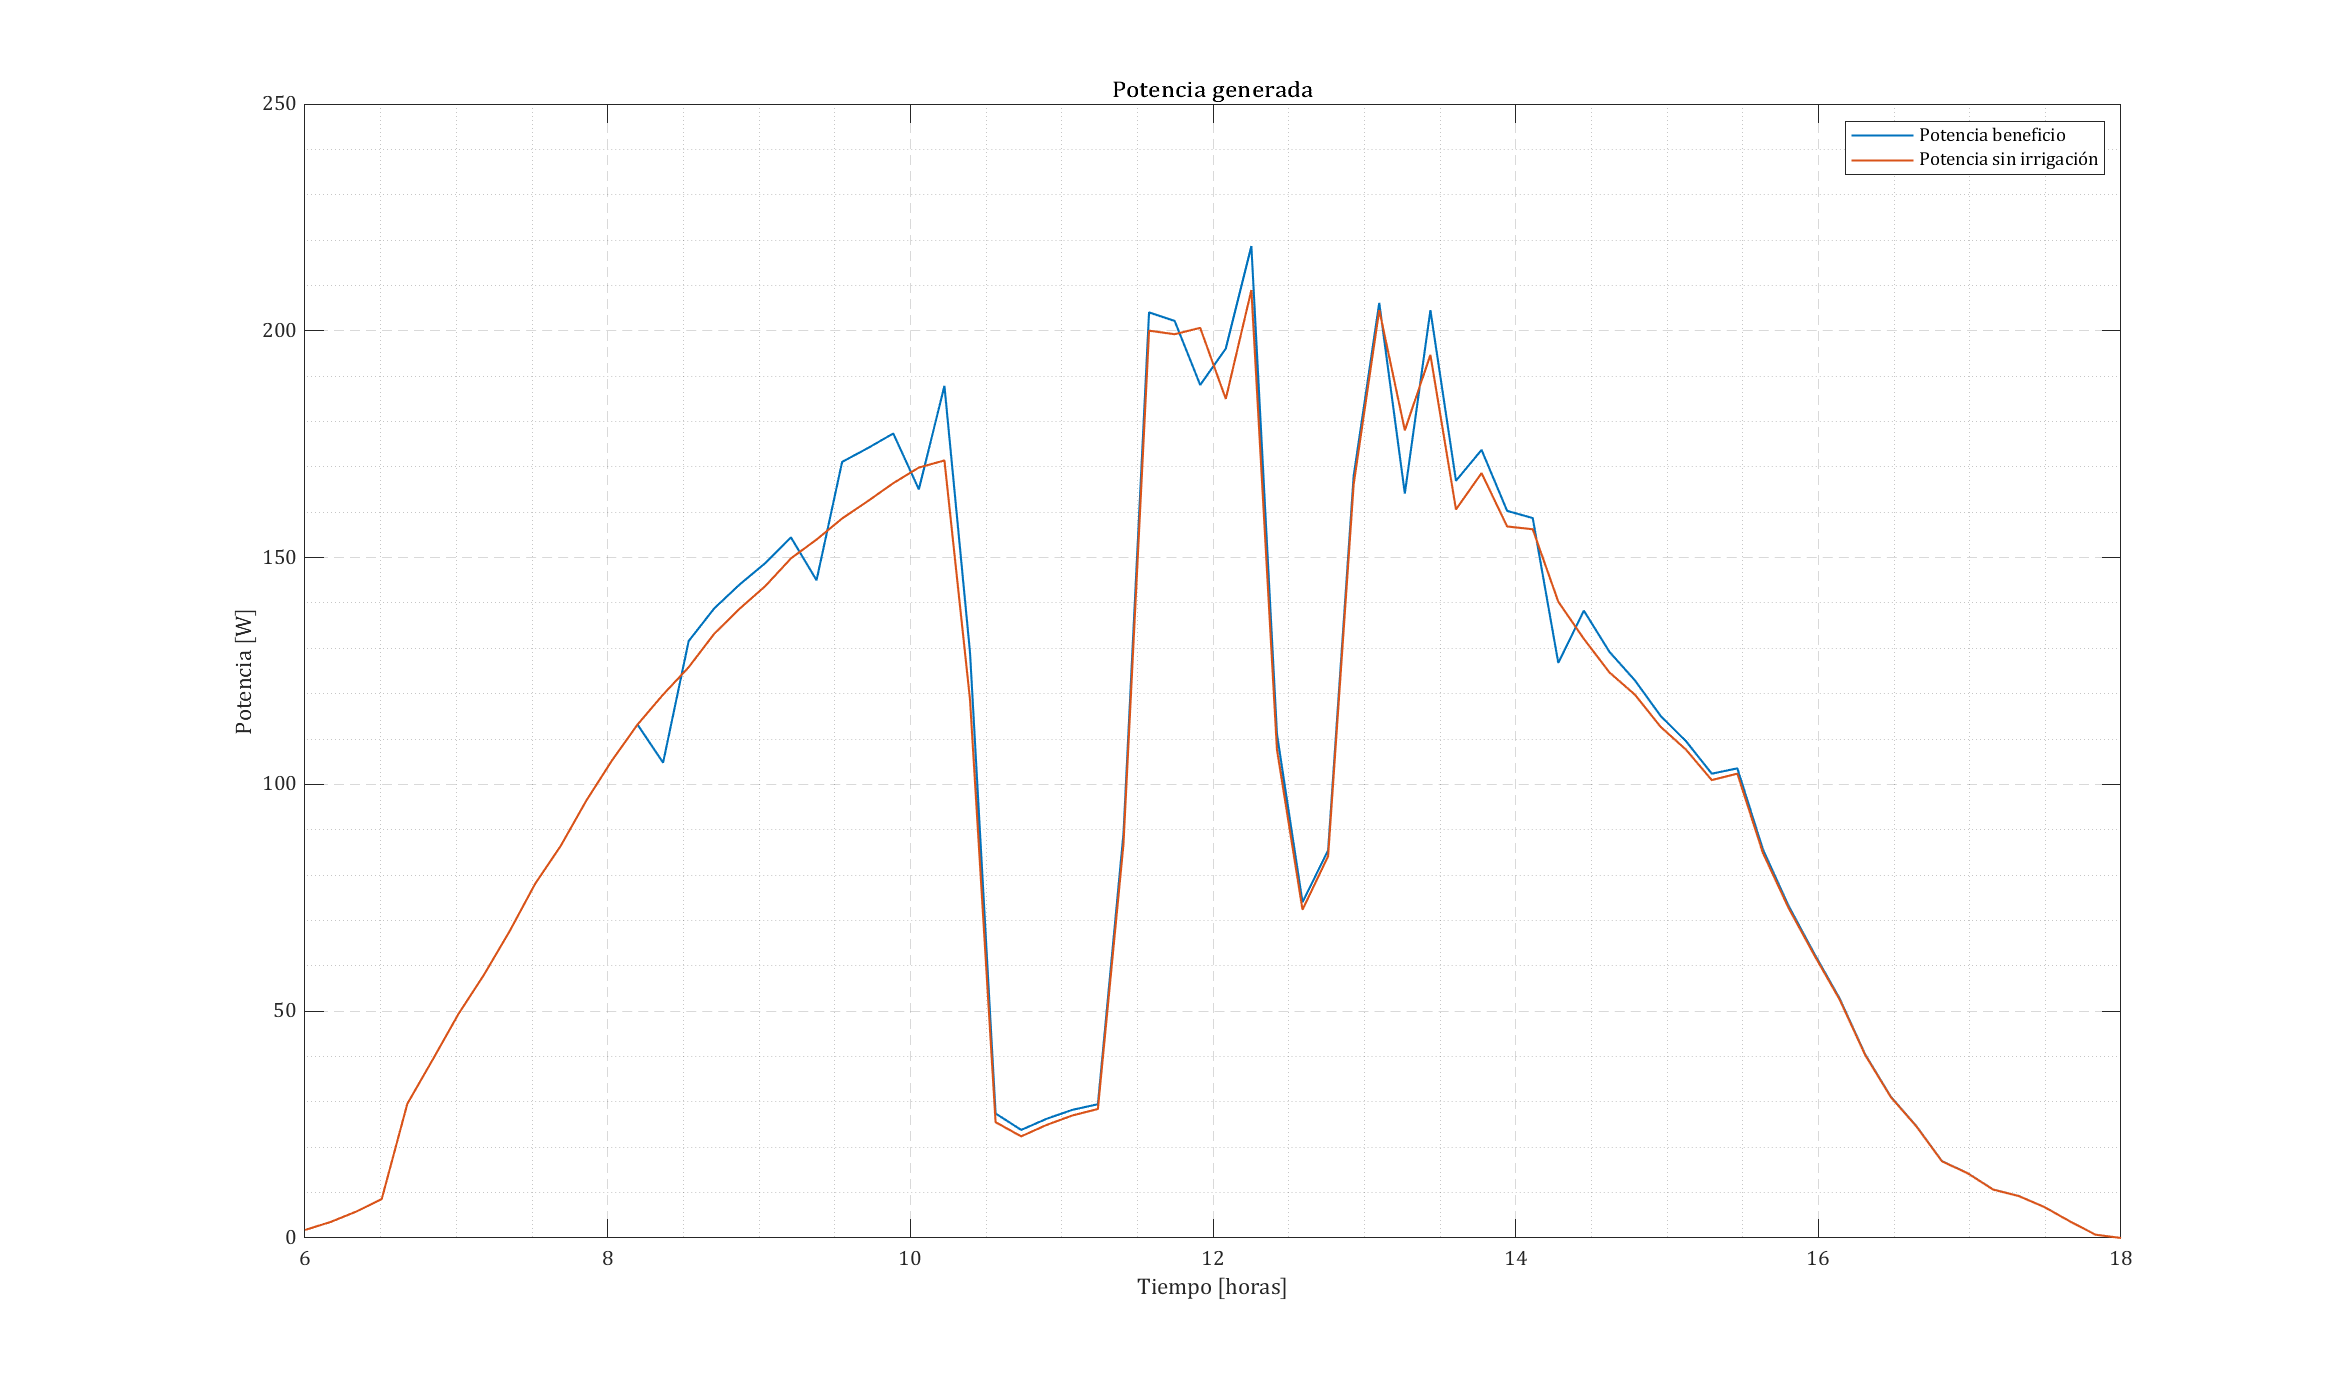 Potencia generada
250
200
150
100
50
0
Potencia [W]
6
8
10
12
14
16
18
Tiempo [horas]
Potencia beneficio
Potencia sin irrigación